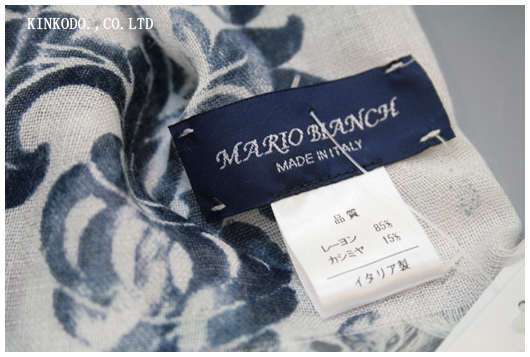 KINKODO.,CO.LTD
MARIO BIANCH
MADE IN ITALY
品質
レーヨン 85%
カシミヤ 15%
イタリア製